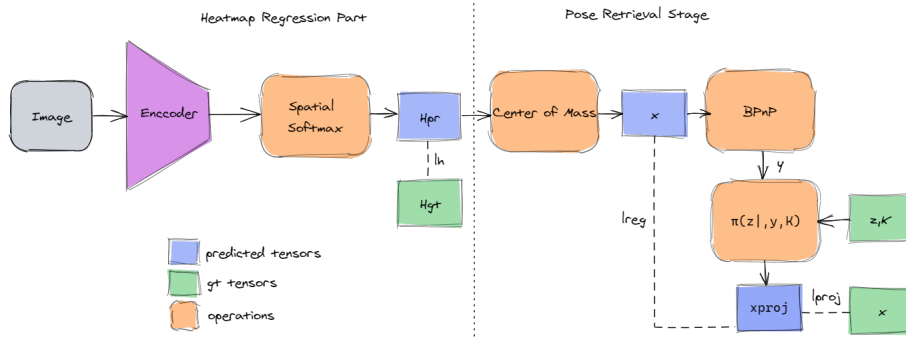 Heatmap Regression Part
Pose Retrieval Stage
Image
Enccoder
Spatial
Softmax
Hpr
lh
Hgt
Center of Mass
x
BPnP
y
π(z|,y,K)
z,K
lreg
xproj
lproj
x
predicted tensors
gt tensors
operations